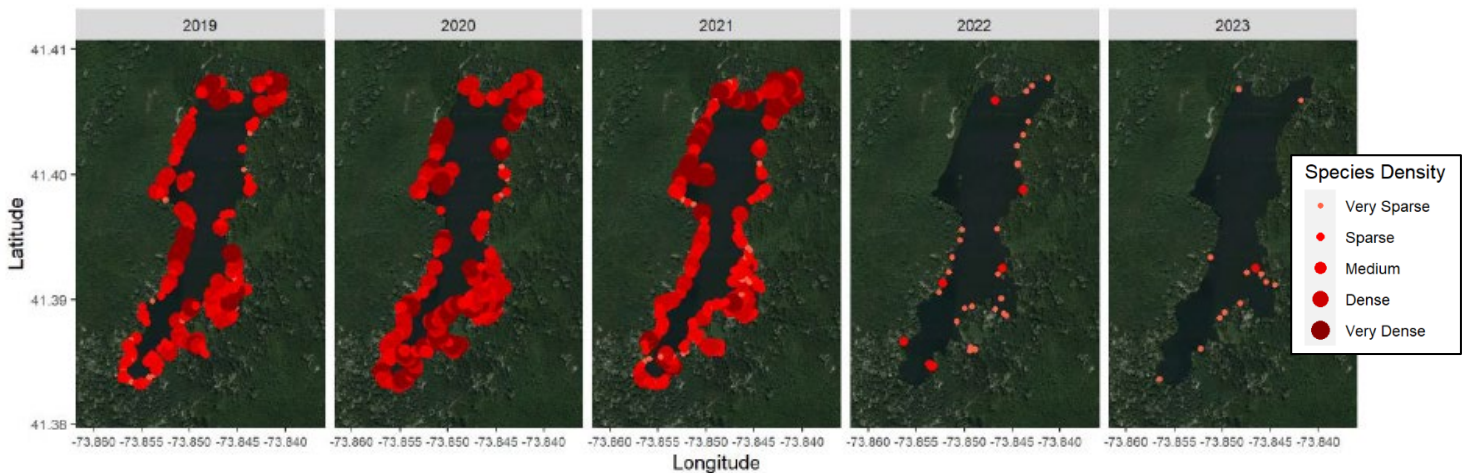 2019 2020 2021 2022 2023
41.41
41.40
41.39
41.38
Latitude
-73.860 -73.855 -73.850 -73.845 -73.840 -73.860 -73.855 -73.850 -73.845 -73.840 -73.860 -73.855 -73.850 -73.845 -73.840 -73.860 -73.855 -73.850 -73.845 -73.840 -73.860 -73.855 -73.850 -73.845 -73.840
Longitude
Species Density
Very Sparse
Sparse
Medium
Dense
Very Dense